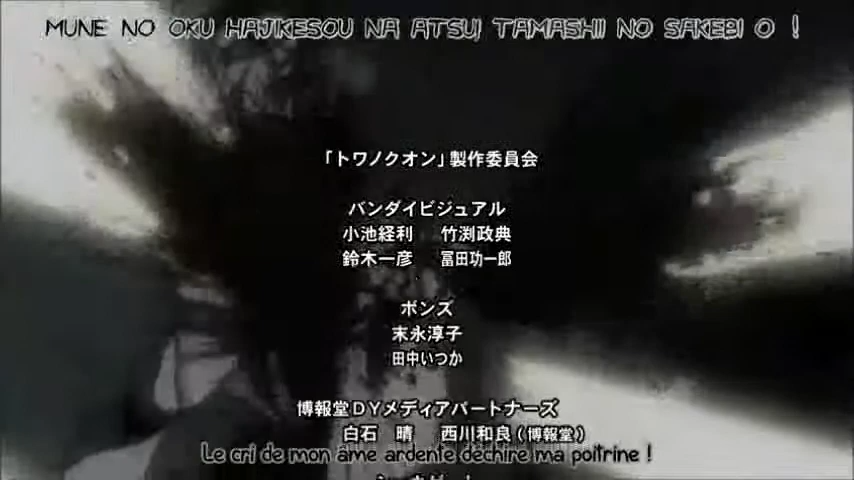 MUNE NO OKU HAJIKESOU NA ATSUI TAMASHII NO SAKEBI O !
「トワノクオン」製作委員会
バンダイビジュアル
小池経利　竹渕政典
鈴木一彦　冨田功一郎
ボンズ
末永淳子
田中いつか
博報堂ＤＹメディアパートナーズ
白石　晴　西川和良（博報堂）
Le cri de mon âme ardente déchire ma poitrine !